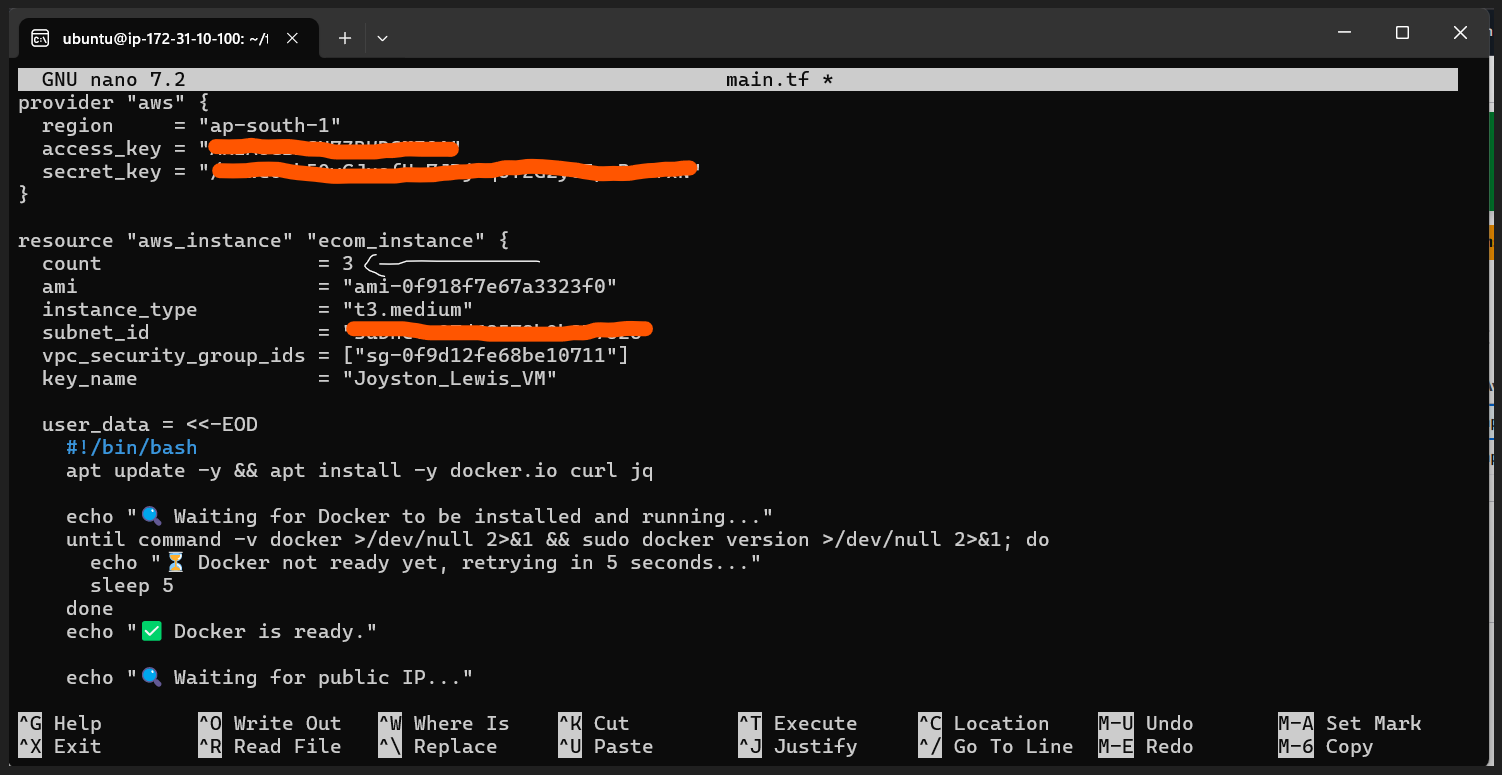 ubuntu@ip-172-31-10-100: ~/t
GNU nano 7.2 main.tf *
provider "aws" {
region = "ap-south-1"
access_key = "
secret_key = "/
}
resource "aws_instance" "ecom_instance" {
count = 3
ami = "ami-0f918f7e67a3323f0"
instance_type = "t3.medium"
subnet_id = "
vpc_security_group_ids = ["sg-0f9d12fe68be10711"]
key_name = "Joyston_Lewis_VM"
user_data = <<-EOD
#!/bin/bash
apt update -y && apt install -y docker.io curl jq
echo "🔍 Waiting for Docker to be installed and running..."
until command -v docker >/dev/null 2>&1 && sudo docker version >/dev/null 2>&1; do
echo "⏳ Docker not ready yet, retrying in 5 seconds..."
sleep 5
done
echo "✅ Docker is ready."
echo "🔍 Waiting for public IP..."
^G Help ^O Write Out ^W Where Is ^K Cut ^T Execute ^C Location M-U Undo M-A Set Mark
^X Exit ^R Read File ^\ Replace ^U Paste ^J Justify ^/ Go To Line M-E Redo M-6 Copy